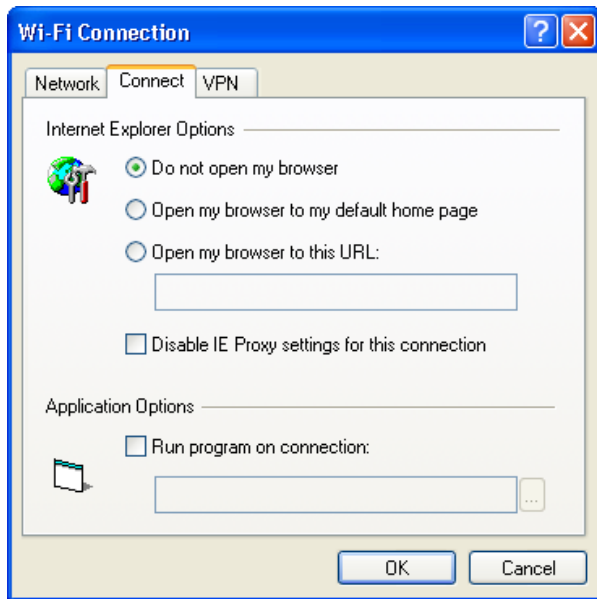 Wi-Fi Connection
Network Connect VPN
Internet Explorer Options
Do not open my browser
Open my browser to my default home page
Open my browser to this URL:
Disable IE Proxy settings for this connection
Application Options
Run program on connection:
...
OK Cancel